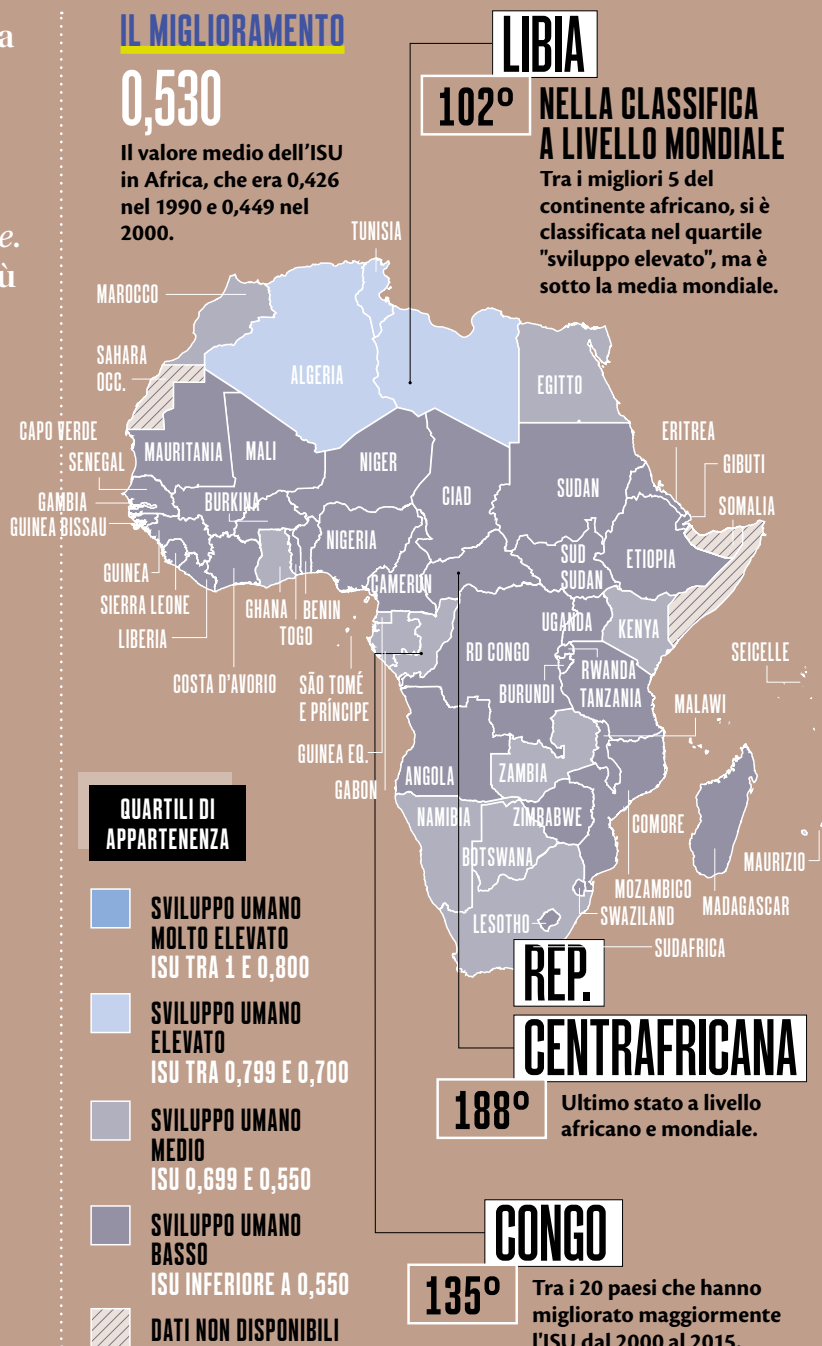 a
e.
ù
IL MIGLIORAMENTO
0,530
Il valore medio dell'ISU
in Africa, che era 0,426
nel 1990 e 0,449 nel
2000.
LIBIA
102º
NELLA CLASSIFICA
A LIVELLO MONDIALE
Tra i migliori 5 del
continente africano, si è
classificata nel quartile
"sviluppo elevato", ma è
sotto la media mondiale.
TUNISIA
MAROCCO
SAHARA
OCC.
ALGERIA
EGITTO
CAPO VERDE
MAURITANIA
MALI
NIGER
CIAD
SUDAN
ERITREA
SENEGAL
GIBUTI
GAMBIA
BURKINA
SOMALIA
GUINEA BISSAU
NIGERIA
SUD
SUDAN
ETIOPIA
GUINEA
CAMERUN
SIERRA LEONE
GHANA
BENIN
LIBERIA
TOGO
UGANDA
KENYA
RD CONGO
SEICELLE
COSTA D'AVORIO
SÃO TOMÉ
E PRÍNCIPE
BURUNDI
RWANDA
TANZANIA
MALAWI
GUINEA EQ.
GABON
ANGOLA
ZAMBIA
NAMIBIA
ZIMBABWE
COMORE
BOTSWANA
MAURIZIO
MOZAMBICO
MADAGASCAR
LESOTHO
SWAZILAND
SUDAFRICA
QUARTILI DI
APPARTENENZA
SVILUPPO UMANO
MOLTO ELEVATO
ISU TRA 1 E 0,800
SVILUPPO UMANO
ELEVATO
ISU TRA 0,799 E 0,700
SVILUPPO UMANO
MEDIO
ISU 0,699 E 0,550
SVILUPPO UMANO
BASSO
ISU INFERIORE A 0,550
DATI NON DISPONIBILI
REP.
CENTRAFRICANA
188º
Ultimo stato a livello
africano e mondiale.
CONGO
135º
Tra i 20 paesi che hanno
migliorato maggiormente
l'ISU dal 2000 al 2015.